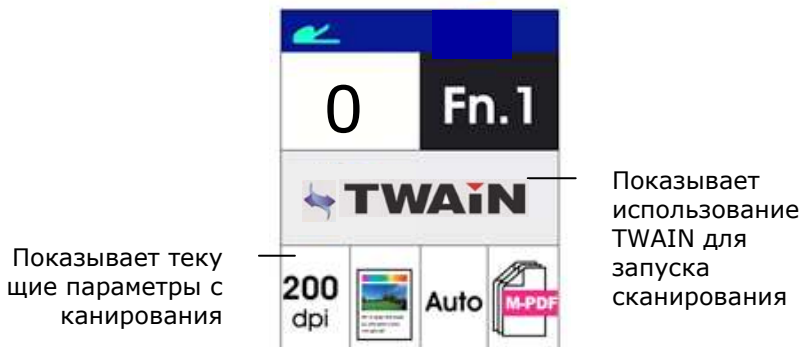 0
Fn.1
TWAIN
Показывает
использование
TWAIN для
запуска
сканирования
Показывает теку
щие параметры с
канирования
200
dpi
Auto
M-PDF